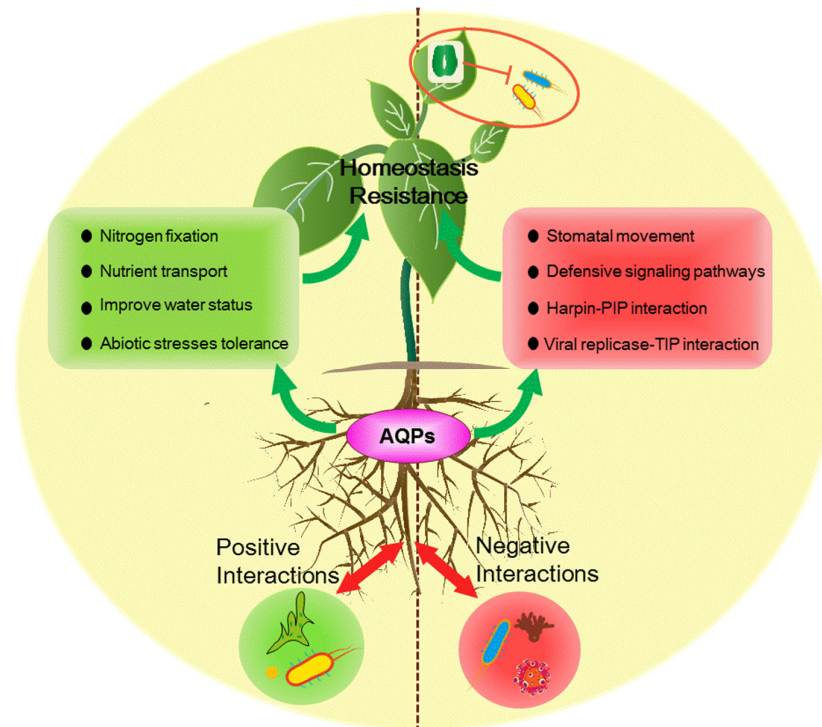 Homeostasis
Resistance
Nitrogen fixation
Nutrient transport
Improve water status
Abiotic stresses tolerance
Stomatal movement
Defensive signaling pathways
Harpin-PIP interaction
Viral replicase-TIP interaction
AQPs
Positive
Interactions
Negative
Interactions